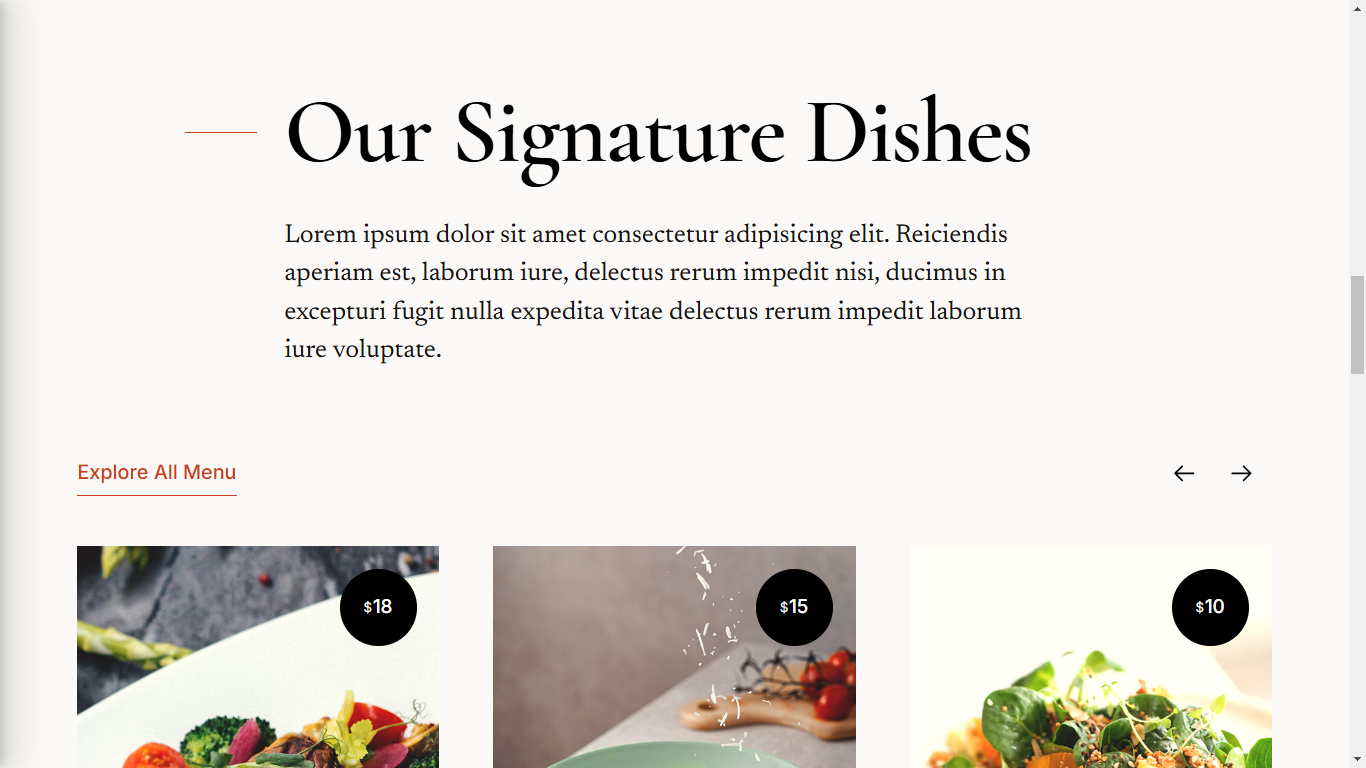 Our Signature Dishes
Lorem ipsum dolor sit amet consectetur adipisicing elit. Reiciendis
aperiam est, laborum iure, delectus rerum impedit nisi, ducimus in
excepturi fugit nulla expedita vitae delectus rerum impedit laborum
iure voluptate.
Explore All Menu
$18
$15
$10